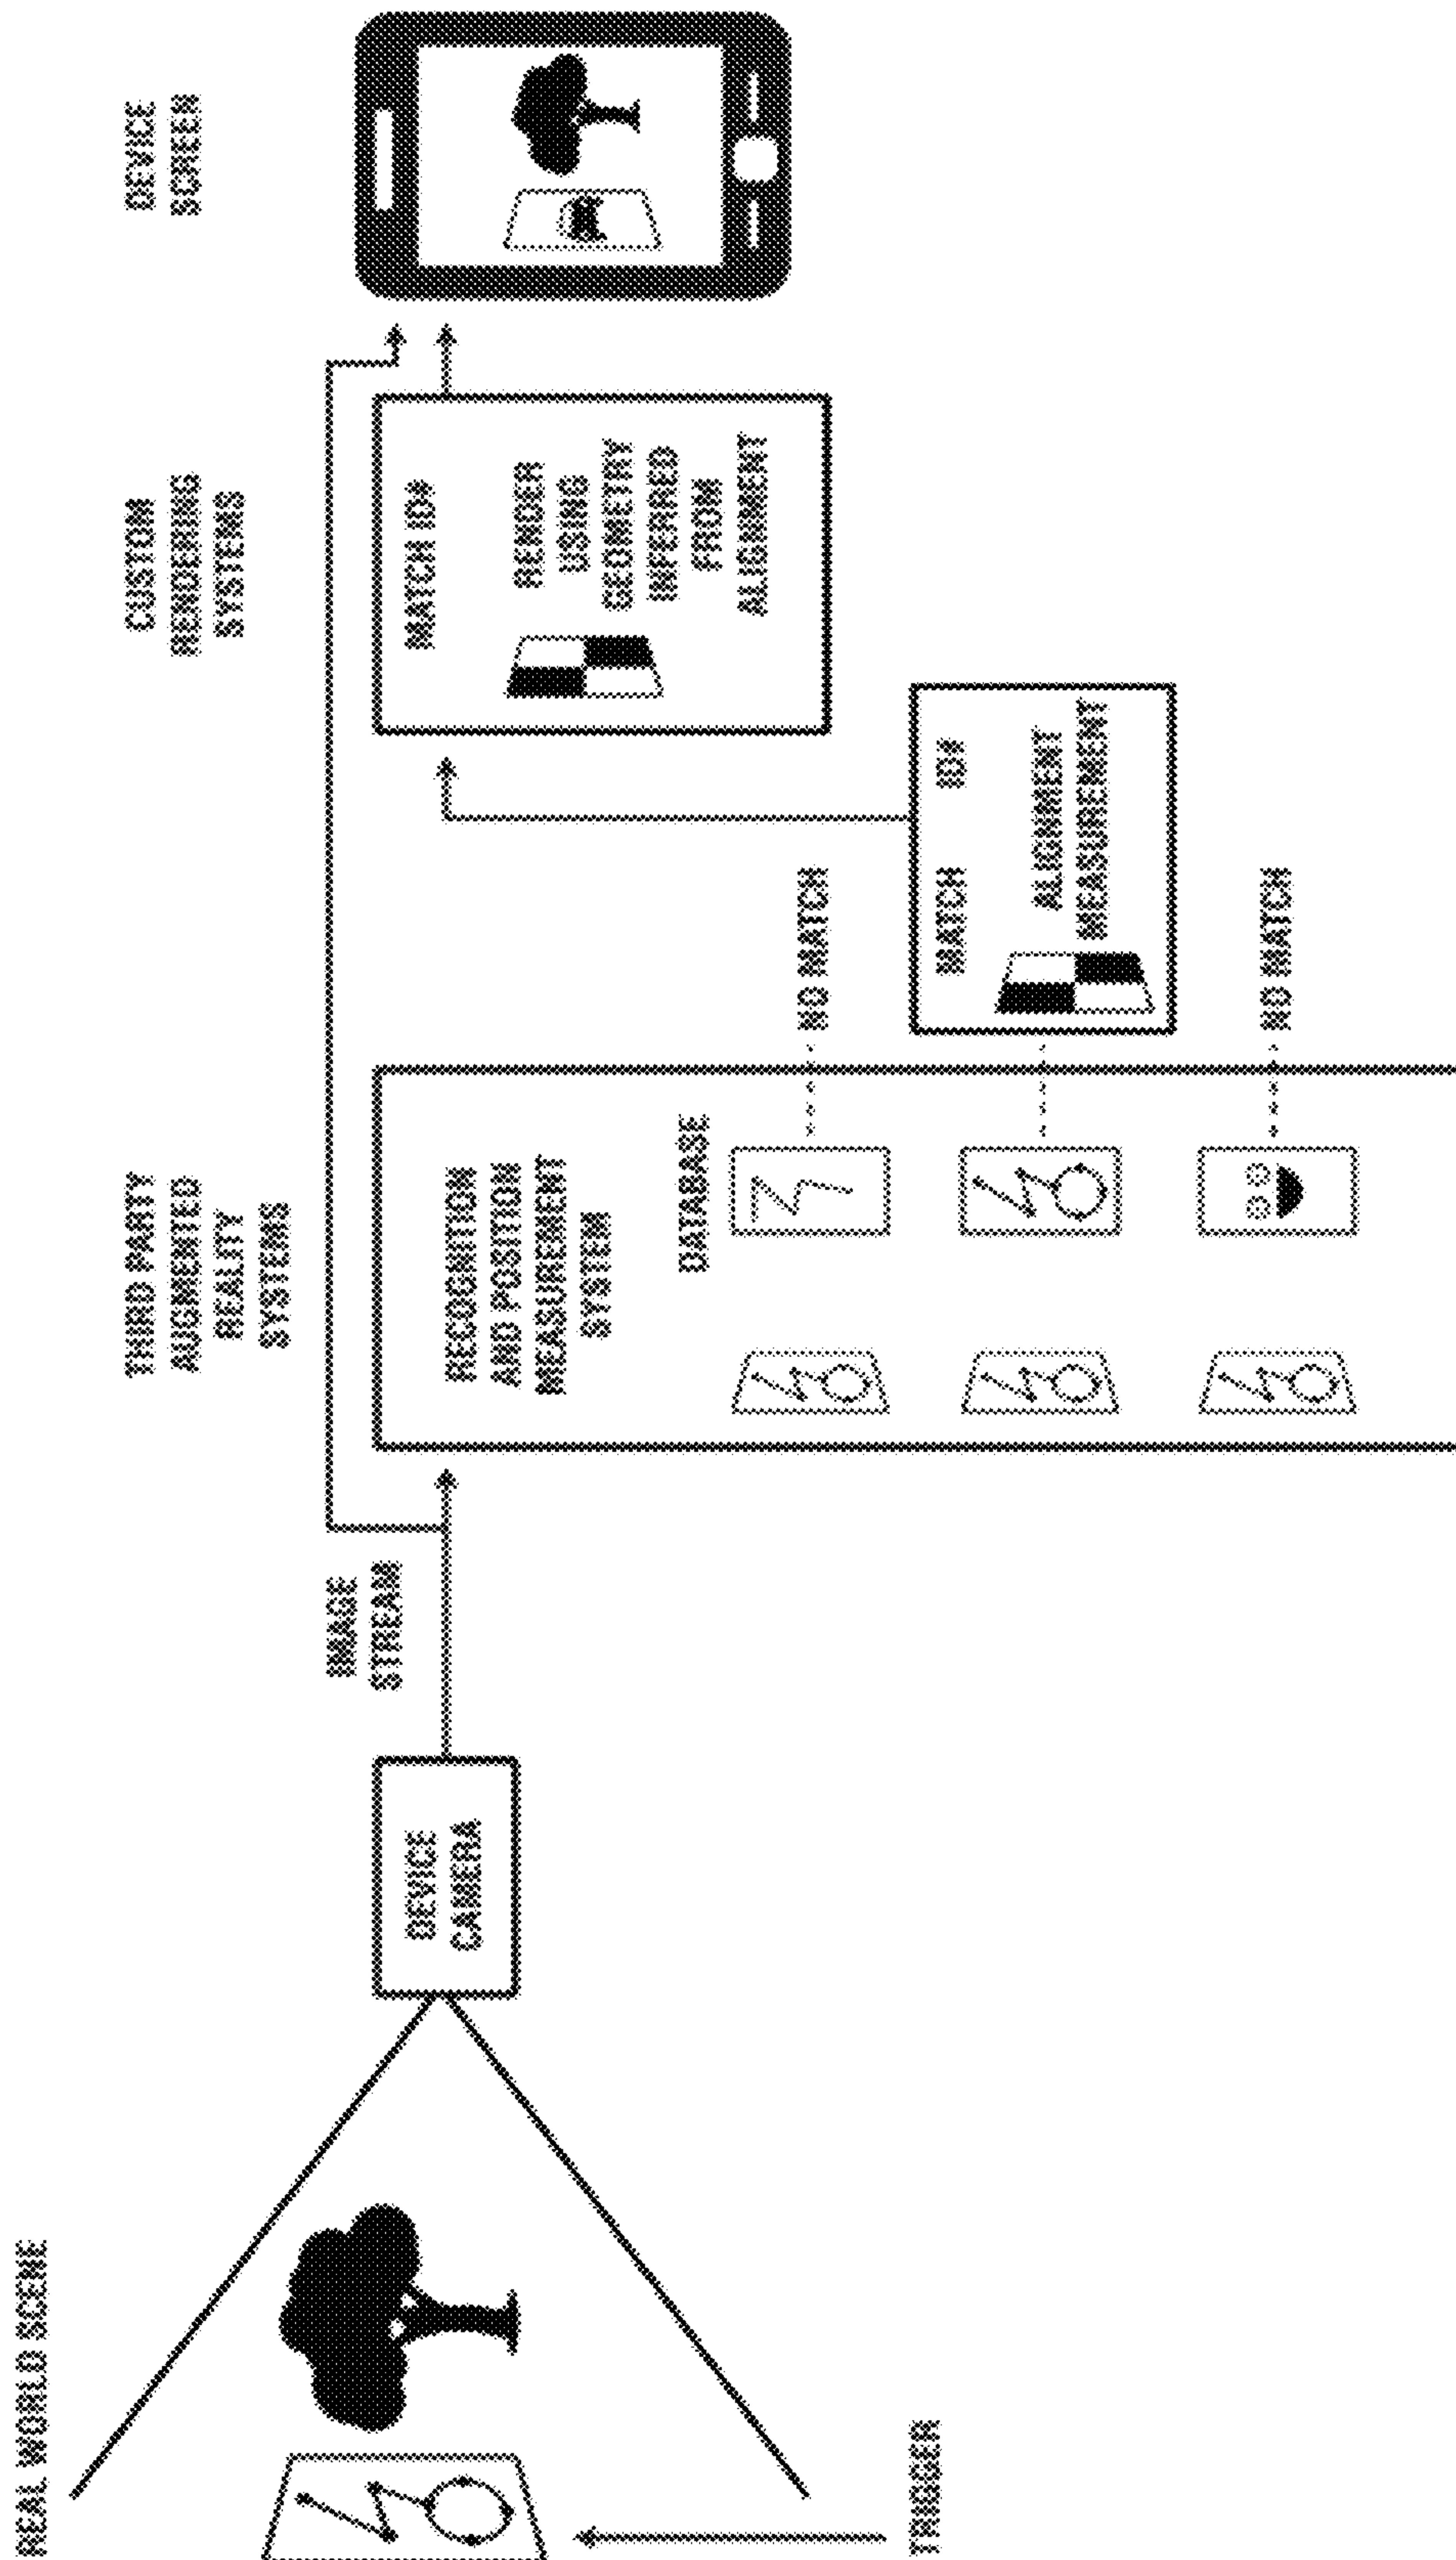 REAL WORLD SCENE
TRIGGER
DEVICE
CAMERA
IMAGE
STREAM
THIRD PARTY
AUGMENTED
REALITY
SYSTEMS
RECOGNITION
AND POSITION
MEASUREMENT
SYSTEM
DATABASE
NO MATCH
MATCH ID#
ALIGNMENT
MEASUREMENT
NO MATCH
CUSTOM
RENDERING
SYSTEMS
MATCH ID#
RENDER
USING
GEOMETRY
INFERRED
FROM
ALIGNMENT
DEVICE
SCREEN